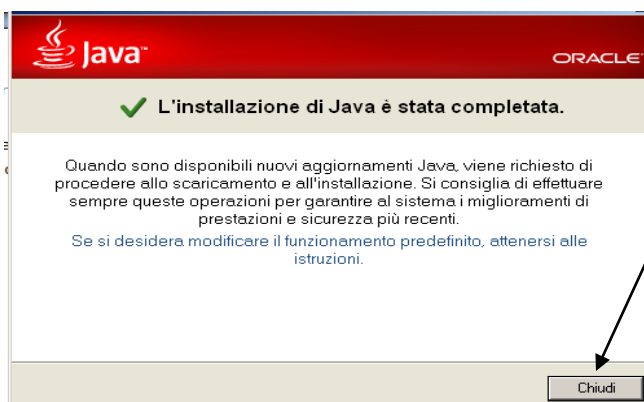 Java™
ORACLE
L'installazione di Java è stata completata.
Quando sono disponibili nuovi aggiornamenti Java, viene richiesto di
procedere allo scaricamento e all'installazione. Si consiglia di effettuare
sempre queste operazioni per garantire al sistema i miglioramenti di
prestazioni e sicurezza più recenti.
Se si desidera modificare il funzionamento predefinito, attenersi alle
istruzioni.
Chiudi